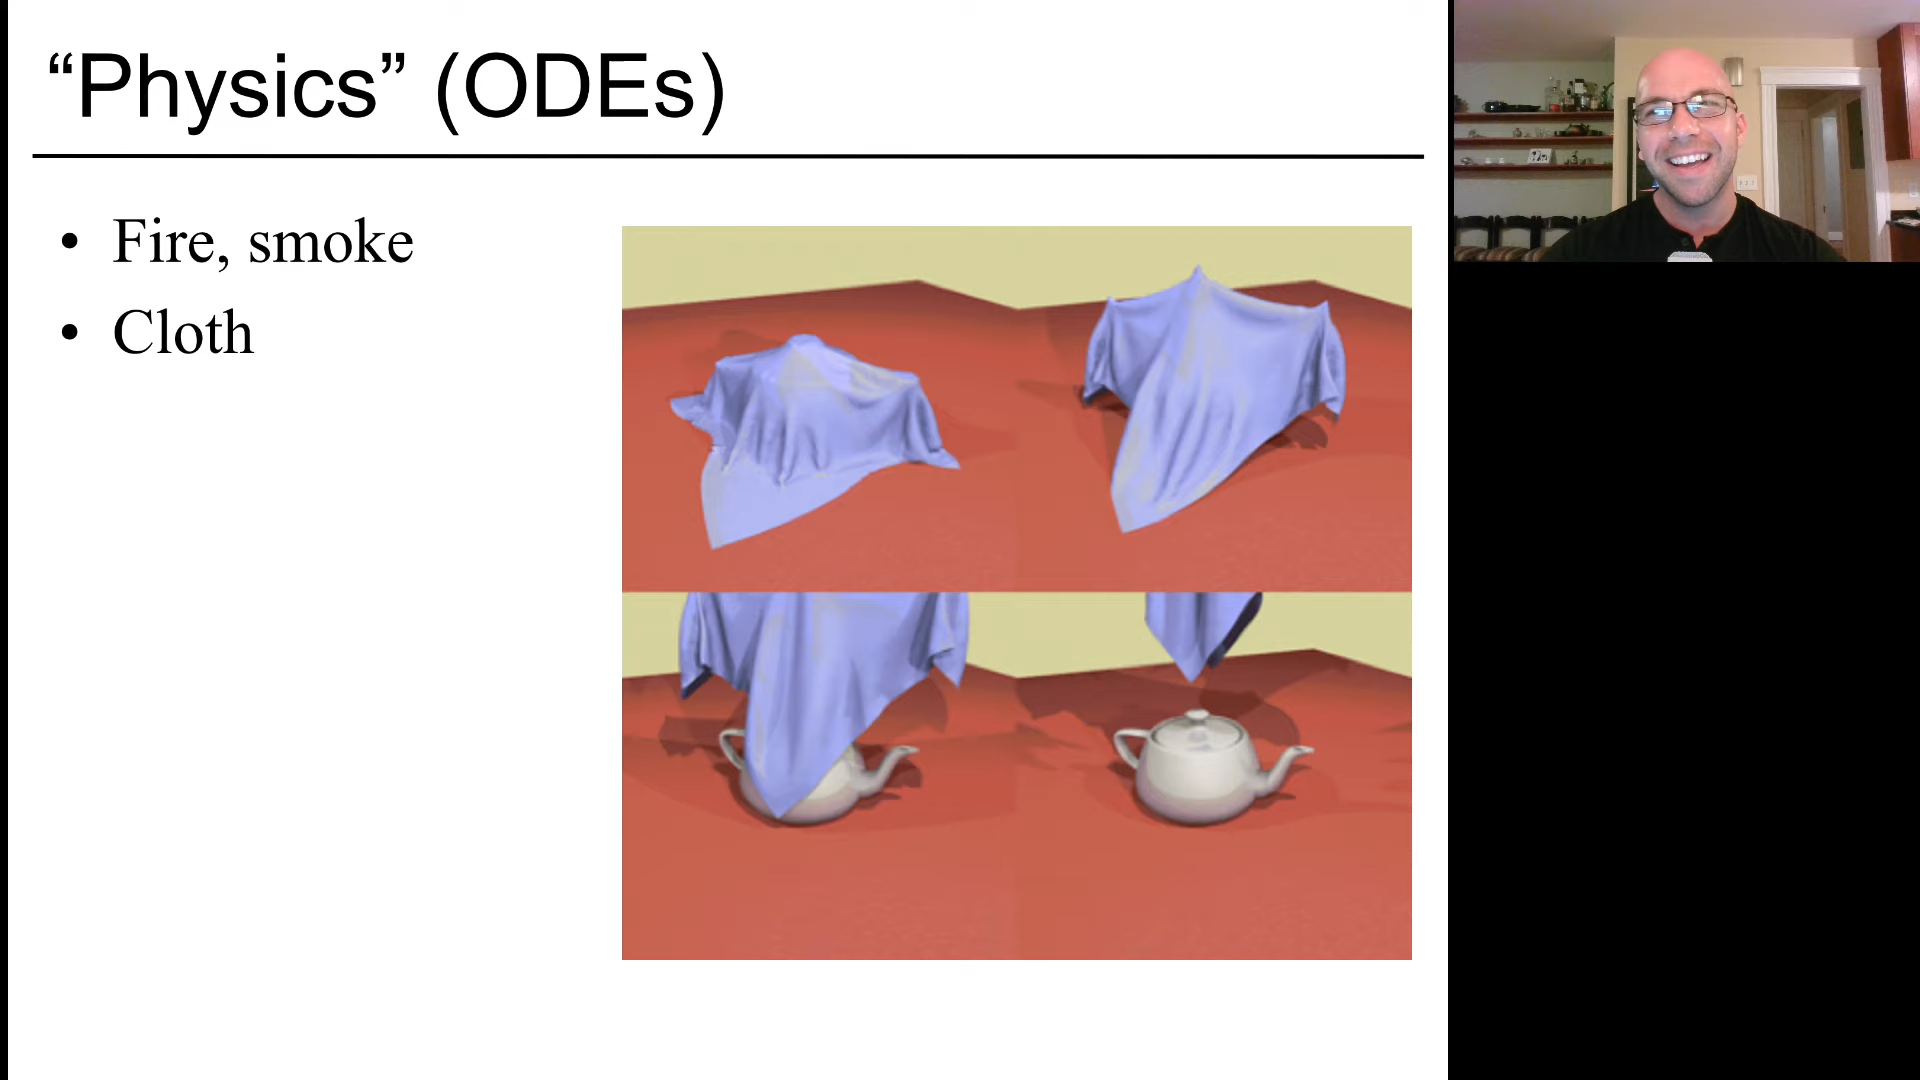 “Physics” (ODEs)
• Fire, smoke
• Cloth